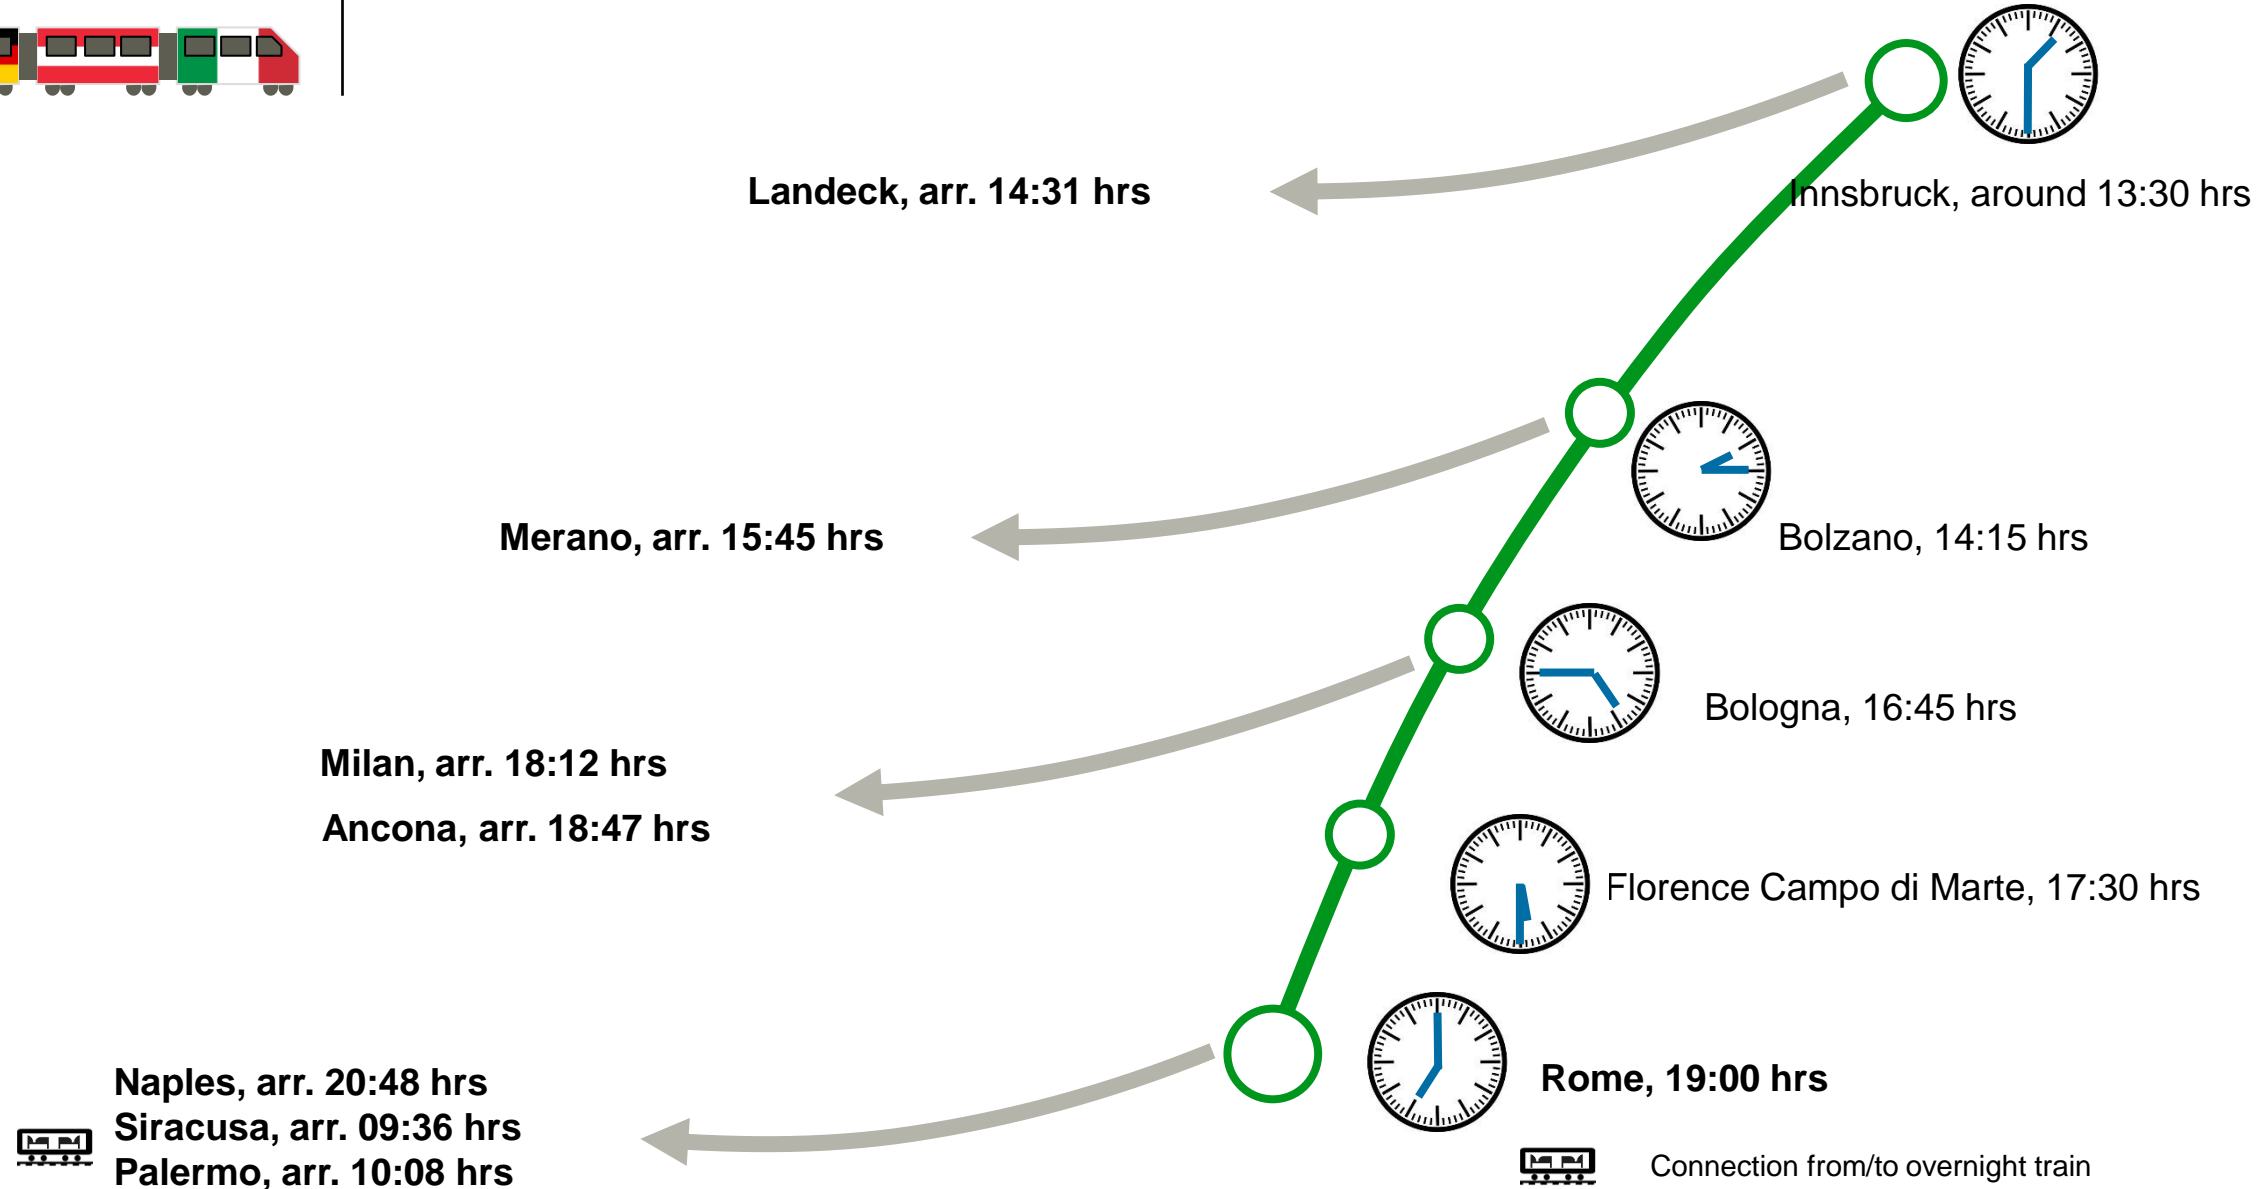 Landeck, arr. 14:31 hrs
Innsbruck, around 13:30 hrs
Merano, arr. 15:45 hrs
Bolzano, 14:15 hrs
Bologna, 16:45 hrs
Milan, arr. 18:12 hrs
Ancona, arr. 18:47 hrs
Florence Campo di Marte, 17:30 hrs
Rome, 19:00 hrs
Naples, arr. 20:48 hrs
Siracusa, arr. 09:36 hrs
Palermo, arr. 10:08 hrs
Connection from/to overnight train